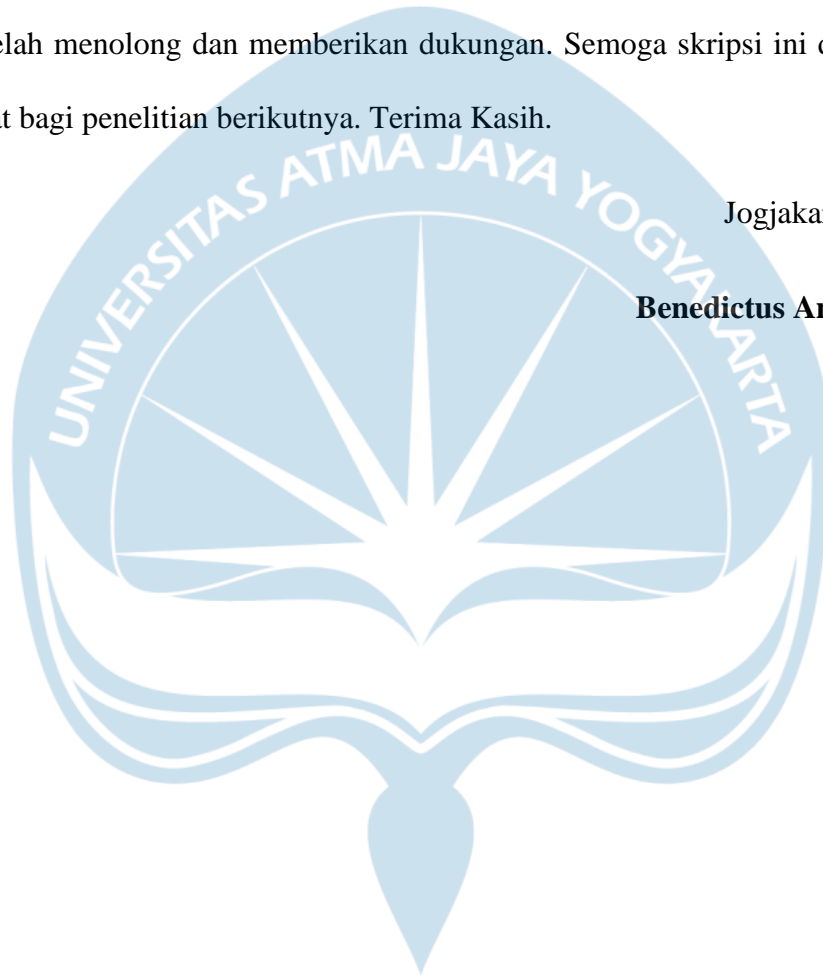 elah menolong dan memberikan dukungan. Semoga skripsi ini
at bagi penelitian berikutnya. Terima Kasih.
UNIVERSITAS ATMA JAYA YOGYAKARTA
Jogjaka
Benedictus A